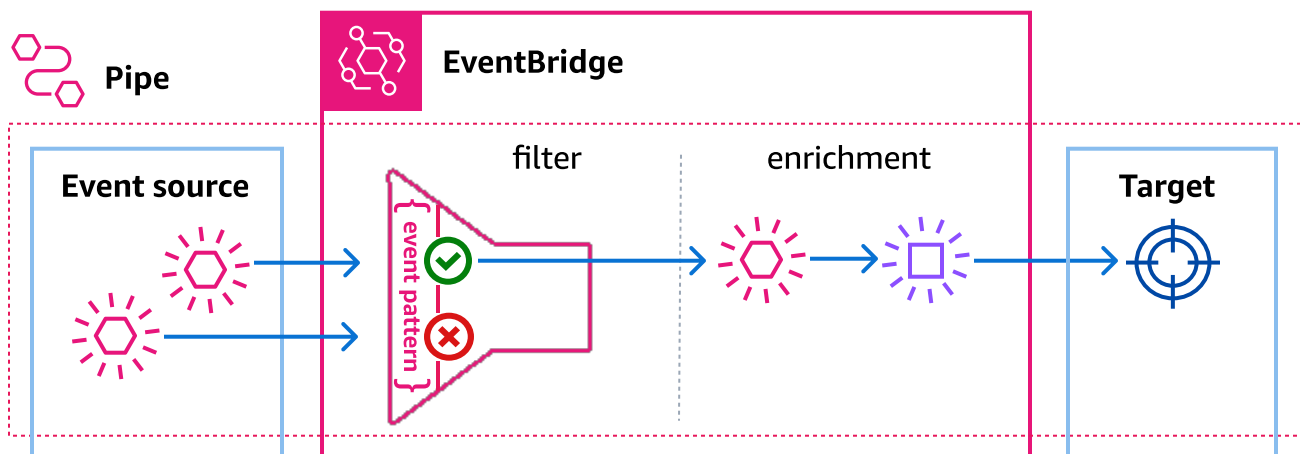 Pipe
EventBridge
Event source
filter
enrichment
Target
{ event pattern }